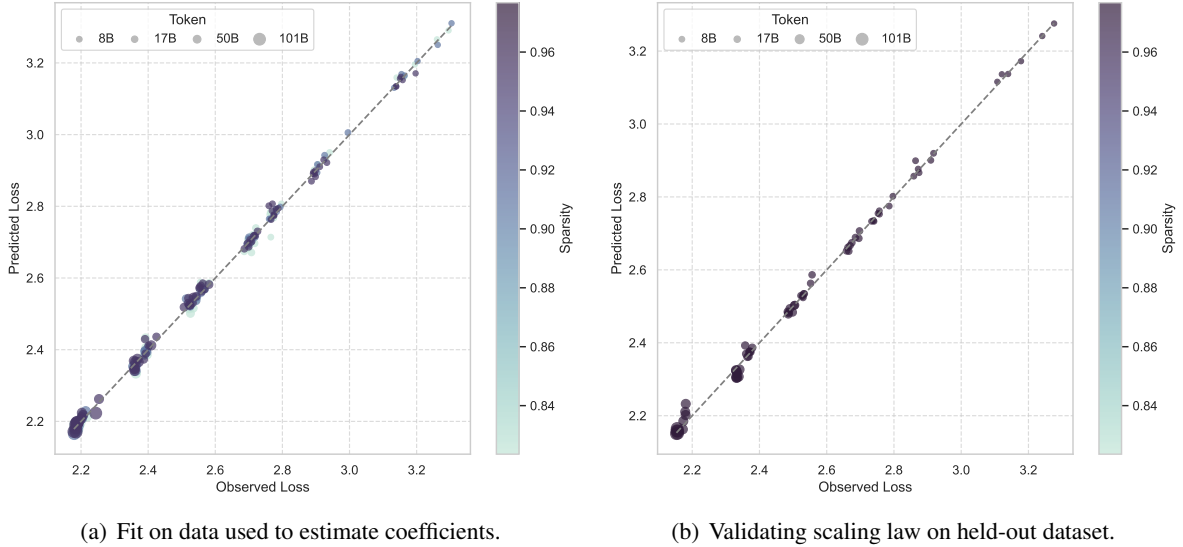 Token
8B 17B 50B 101B
3.2
3.0
2.8
2.6
2.4
2.2
Predicted Loss
2.2 2.4 2.6 2.8 3.0 3.2
Observed Loss
0.96
0.94
0.92
0.90
0.88
0.86
0.84
Sparsity
(a) Fit on data used to estimate coefficients.
Token
8B 17B 50B 101B
3.2
3.0
2.8
2.6
2.4
2.2
Predicted Loss
2.2 2.4 2.6 2.8 3.0 3.2
Observed Loss
0.96
0.94
0.92
0.90
0.88
0.86
0.84
Sparsity
(b) Validating scaling law on held-out dataset.